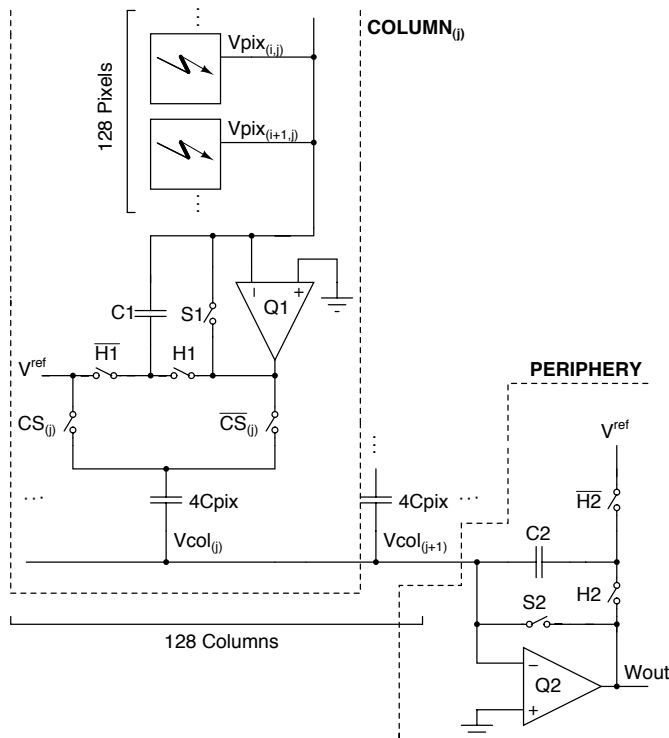 COLUMN(j)
Vpix(i,j)
128 Pixels
Vpix(i+1,j)
C1
S1
Q1
− +
H1 H1
Vref
PERIPHERY
CS(j) CS(j)
Vref
H2
4Cpix 4Cpix
C2
Vcol(j) Vcol(j+1)
H2
S2
128 Columns
Q2
− +
Wout